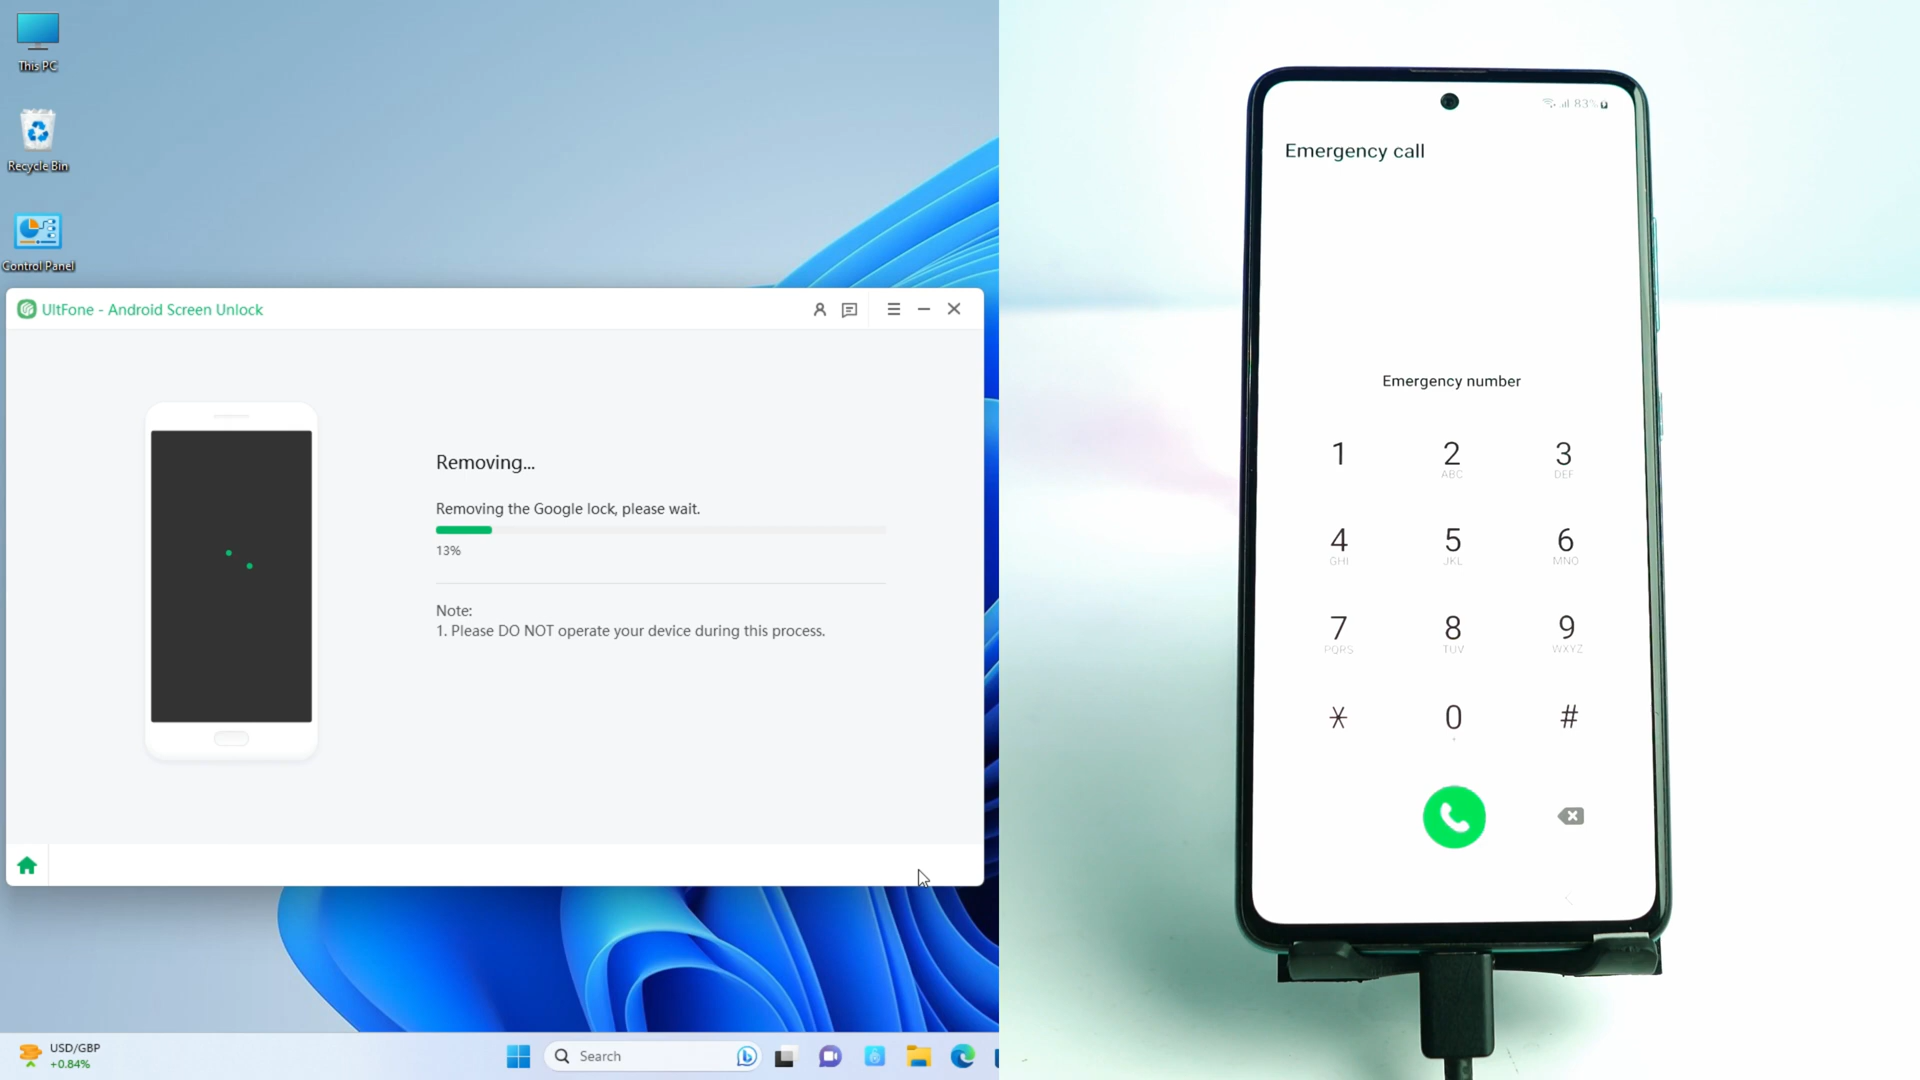 This PC
Recycle Bin
Control Panel
UltFone - Android Screen Unlock
Removing...
Removing the Google lock, please wait.
13%
Note:
1. Please DO NOT operate your device during this process.
USD/GBP
+0.84%
Search
83%
Emergency call
Emergency number
1
2
3
ABC
DEF
4
5
6
GHI
JKL
MNO
7
8
9
PQRS
TUV
WXYZ
*
0
#